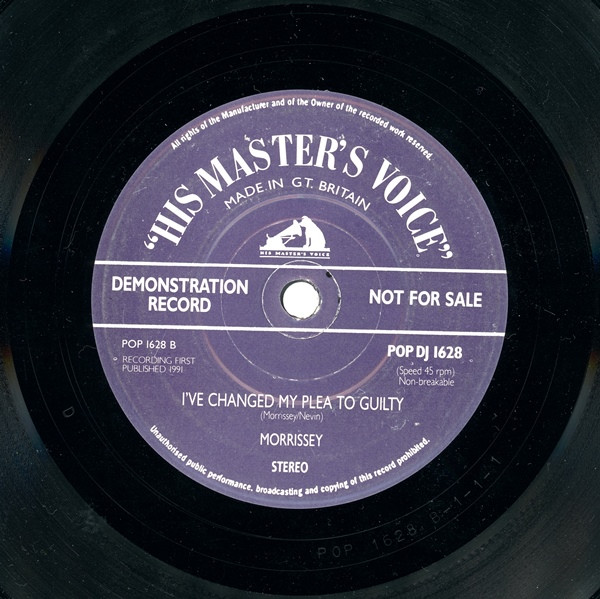 All rights of the Manufacturer and of the Owner of the recorded work reserved.
"HIS MASTER'S VOICE"
MADE IN GT. BRITAIN
HIS MASTER'S VOICE
DEMONSTRATION
RECORD
NOT FOR SALE
POP 1628 B
RECORDING FIRST
PUBLISHED 1991
POP DJ 1628
(Speed 45 rpm)
Non-breakable
I'VE CHANGED MY PLEA TO GUILTY
(Morrissey/Nevin)
MORRISSEY
STEREO
Unauthorised public performance, broadcasting and copying of this record prohibited.
D
POP 1628 B-1-1-1